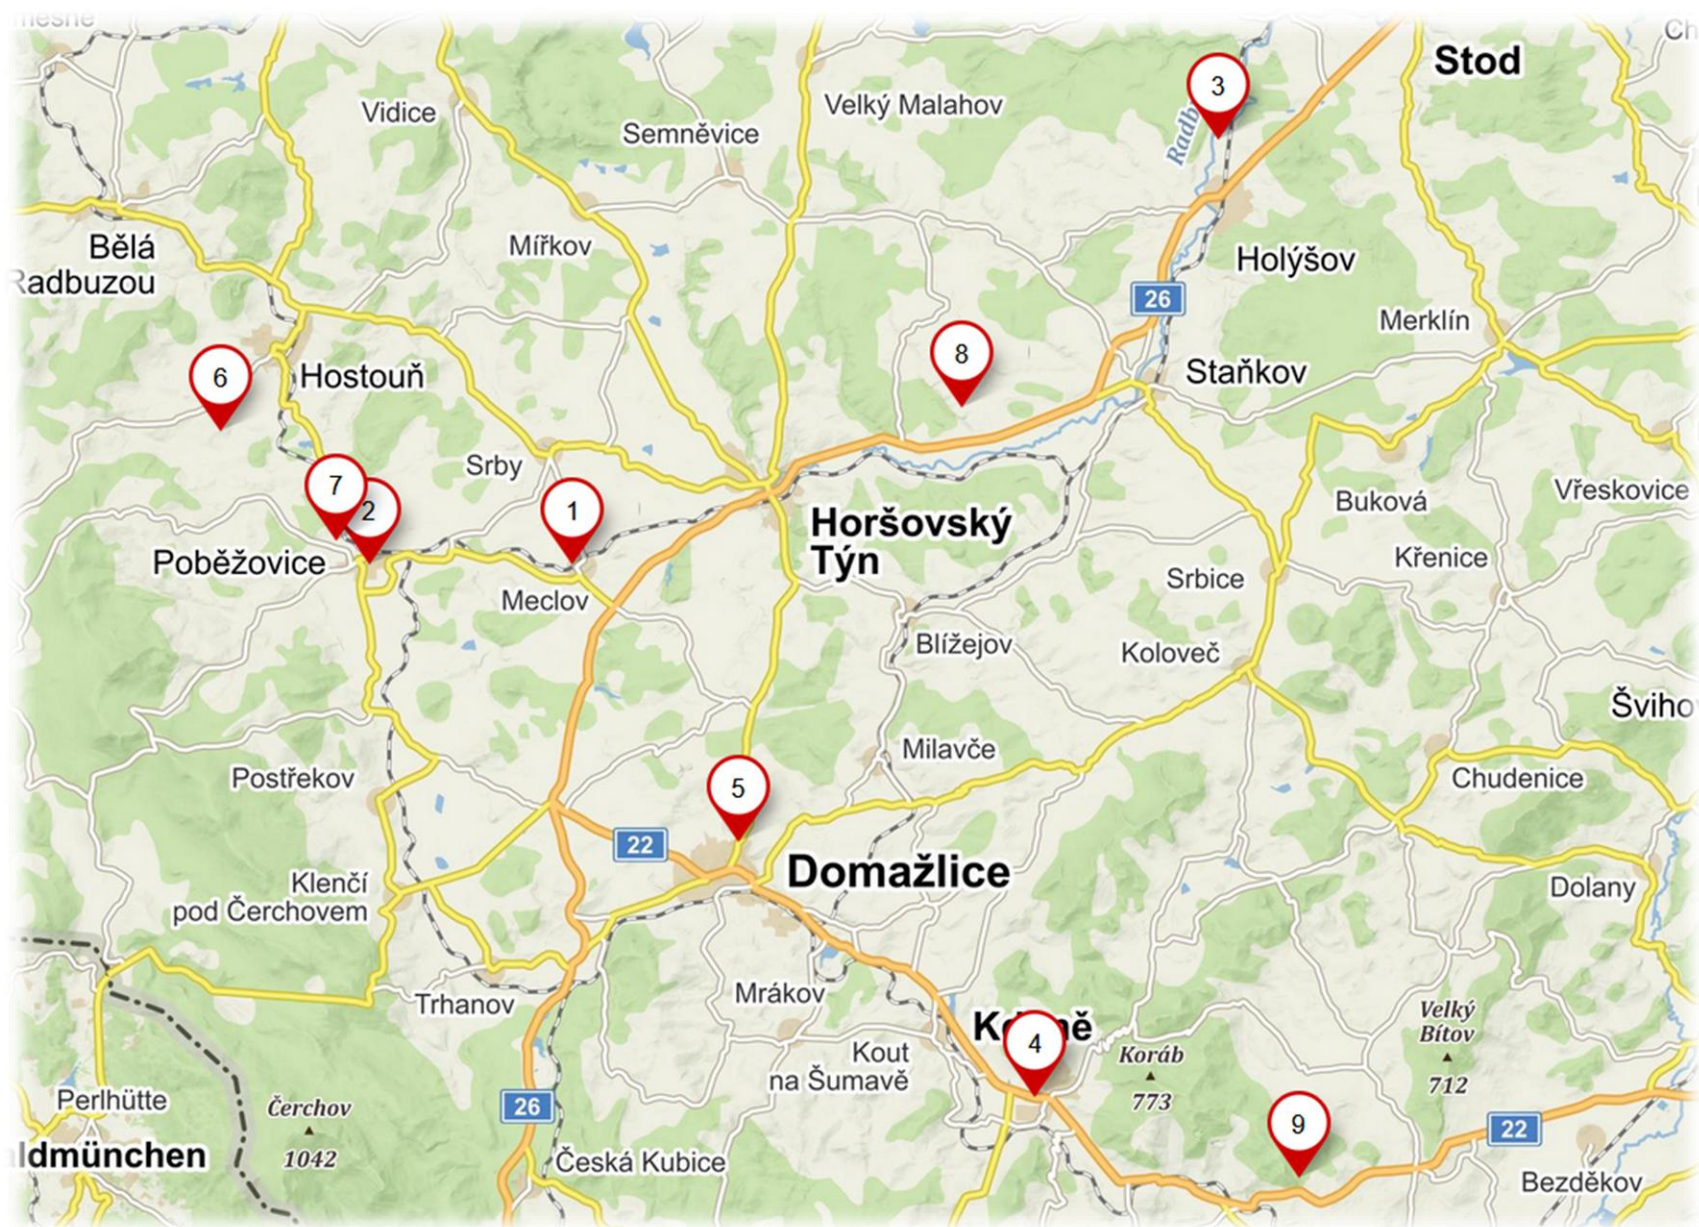 Stod
3
Vidice
Velký Malahov
Semněvice
Radb
Bělá
Radbuzou
Mířkov
Holýšov
26
Merklín
8
6
Hostouň
Staňkov
Srby
7
2
1
Buková
Vřeskovice
Horšovský
Týn
Poběžovice
Křenice
Srbice
Meclov
Blížejov
Koloveč
Šviho
Milavče
Postřekov
5
Chudenice
22
Domažlice
Klenčí
pod Čerchovem
Dolany
Mrákov
Trhanov
Velký
Bítov
712
4
Kout
na Šumavě
Koráb
773
Perlhütte
Čerchov
1042
26
9
22
ldmünchen
Česká Kubice
Bezděkov